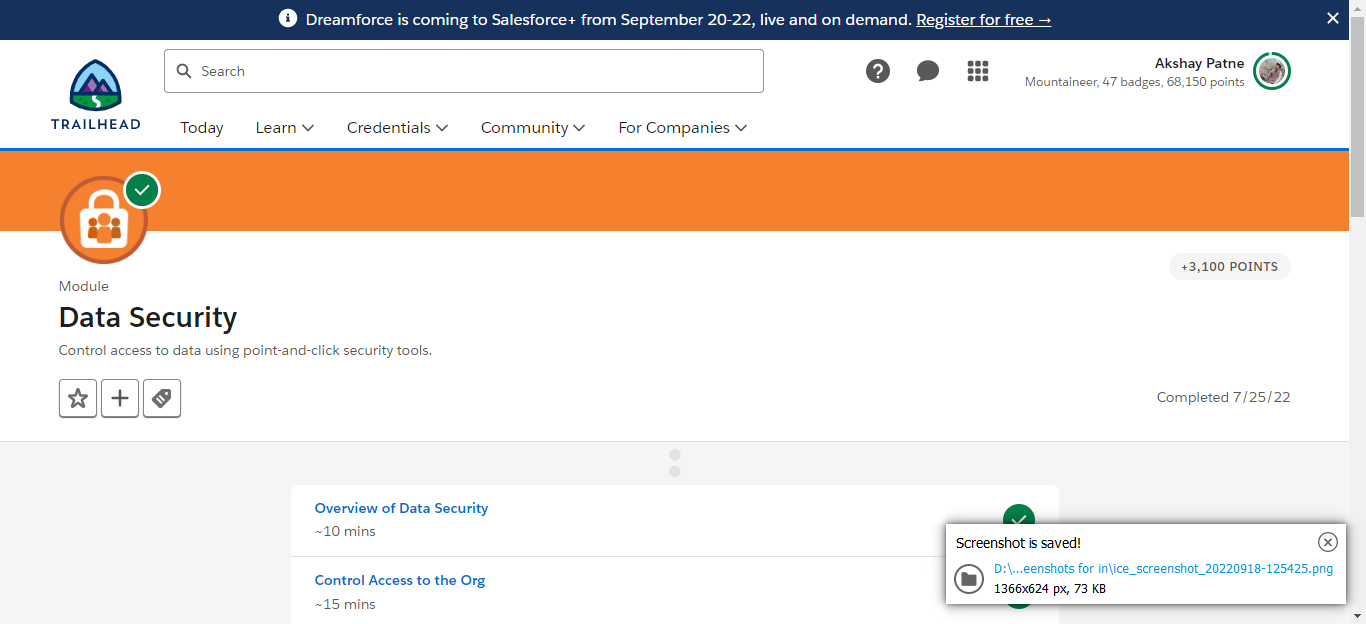 Dreamforce is coming to Salesforce+ from September 20-22, live and on demand. Register for free →
Search
Akshay Patne
Mountaineer, 47 badges, 68,150 points
TRAILHEAD
Today
Learn
Credentials
Community
For Companies
+3,100 POINTS
Module
Data Security
Control access to data using point-and-click security tools.
Completed 7/25/22
Overview of Data Security
~10 mins
Control Access to the Org
~15 mins
Screenshot is saved!
D:\...eenshots for in\ice_screenshot_20220918-125425.png
1366x624 px, 73 KB